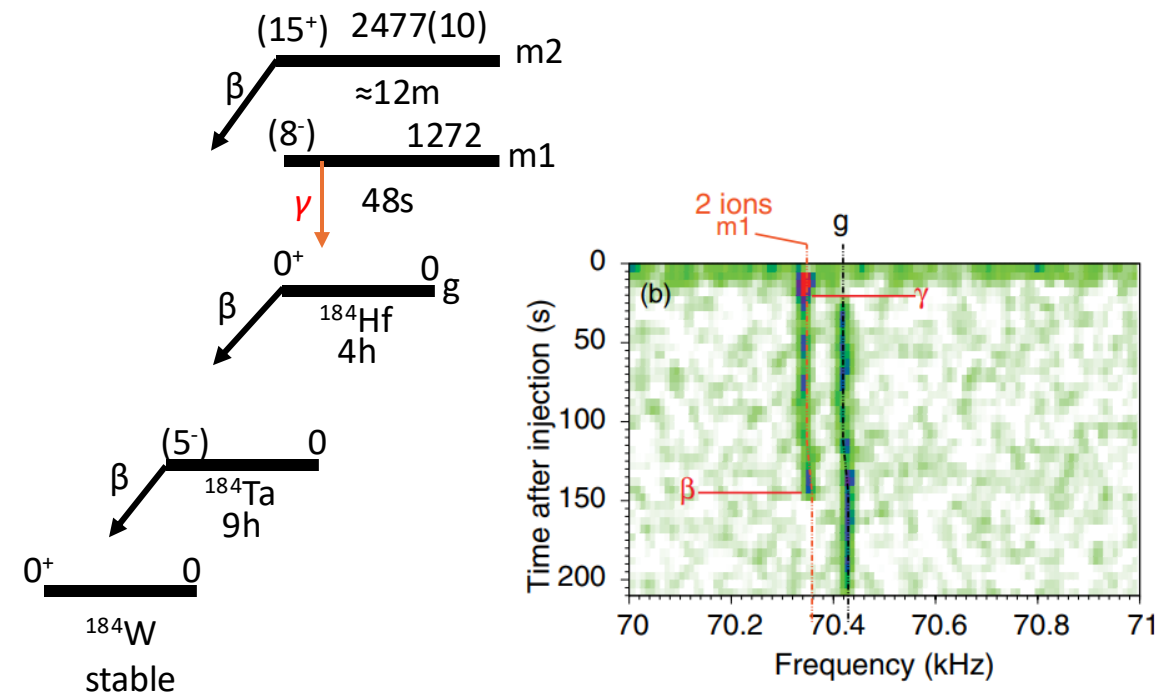 (15⁺) 2477(10)
m2
β
≈12m
(8⁻) 1272
m1
γ
48s
0⁺ 0
g
β
¹⁸⁴Hf
4h
(5⁻) 0
β
¹⁸⁴Ta
9h
0⁺ 0
¹⁸⁴W
stable
2 ions
m1
g
(b)
γ
β
0
50
100
150
200
Time after injection (s)
70 70.2 70.4 70.6 70.8 71
Frequency (kHz)